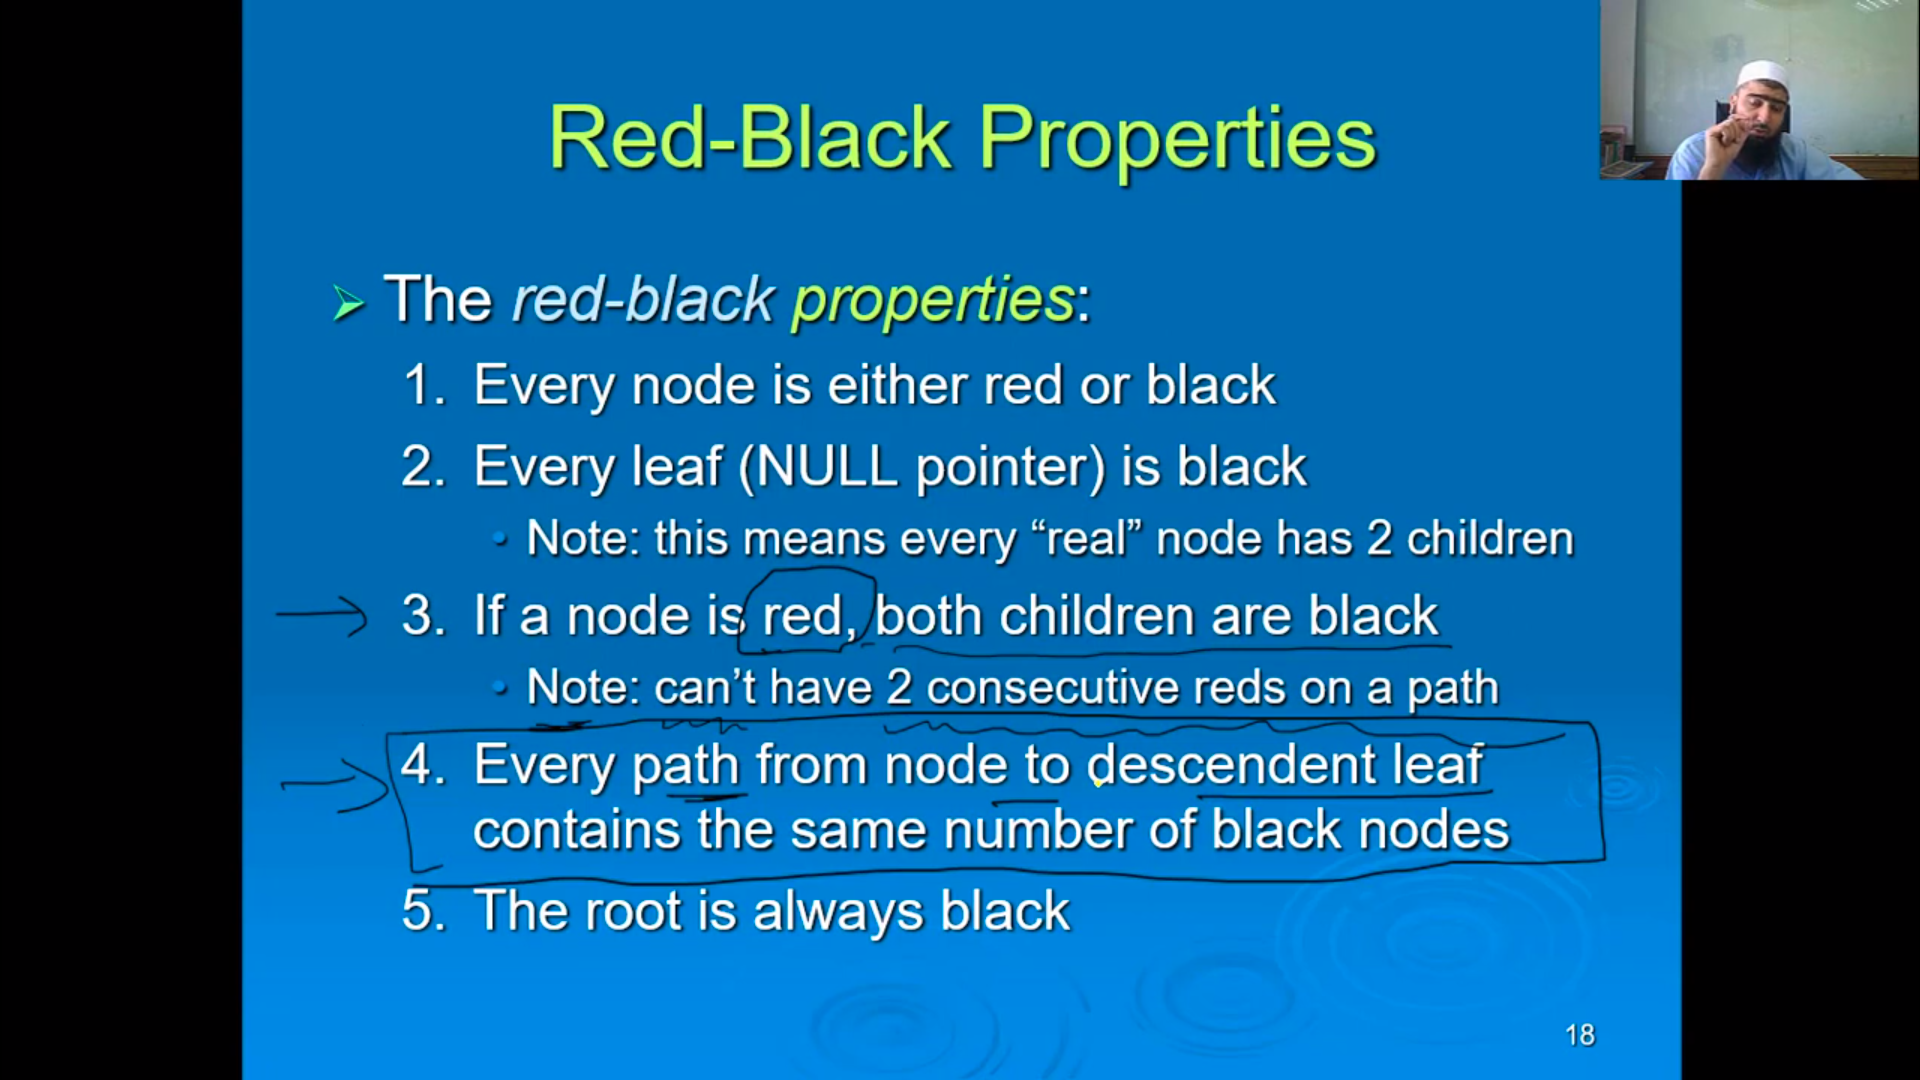 Red-Black Properties
The red-black properties:
1. Every node is either red or black
2. Every leaf (NULL pointer) is black
• Note: this means every “real” node has 2 children
3. If a node is red, both children are black
• Note: can’t have 2 consecutive reds on a path
4. Every path from node to descendent leaf
contains the same number of black nodes
5. The root is always black
18